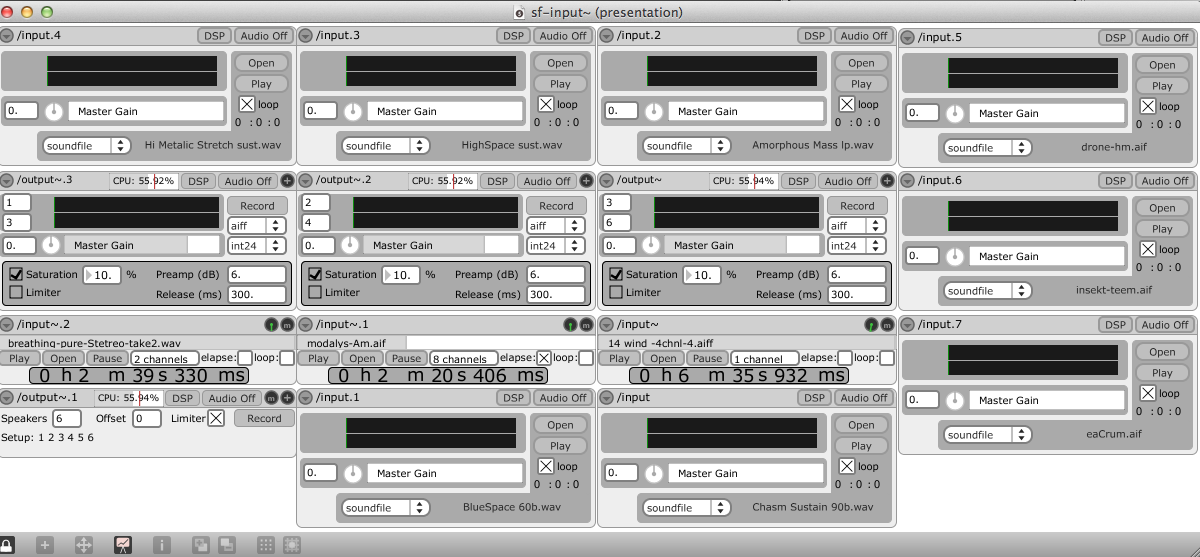 sf-input~ (presentation)
/input.4 DSP Audio Off
Open
Play
loop
0. Master Gain
0 : 0 : 0
soundfile Hi Metalic Stretch sust.wav
/input.3 DSP Audio Off
Open
Play
loop
0. Master Gain
0 : 0 : 0
soundfile HighSpace sust.wav
/input.2 DSP Audio Off
Open
Play
loop
0. Master Gain
0 : 0 : 0
soundfile Amorphous Mass lp.wav
/input.5 DSP Audio Off
Open
Play
loop
0. Master Gain
0 : 0 : 0
soundfile drone-hm.aif
/output~.3 CPU: 55.92% DSP Audio Off +
1 Record
3 aiff
0. Master Gain int24
Saturation 10. % Preamp (dB) 6.
Limiter Release (ms) 300.
/output~.2 CPU: 55.92% DSP Audio Off +
2 Record
4 aiff
0. Master Gain int24
Saturation 10. % Preamp (dB) 6.
Limiter Release (ms) 300.
/output~ CPU: 55.94% DSP Audio Off +
3 Record
6 aiff
0. Master Gain int24
Saturation 10. % Preamp (dB) 6.
Limiter Release (ms) 300.
/input.6 DSP Audio Off
Open
Play
loop
0. Master Gain
0 : 0 : 0
soundfile insekt-teem.aif
/input~.2 m
breathing-pure-Stetreo-take2.wav
Play Open Pause 2 channels elapse: loop:
0 h 2 m 39 s 330 ms
/input~.1 m
modalys-Am.aif
Play Open Pause 8 channels elapse: loop:
0 h 2 m 20 s 406 ms
/input~ m
14 wind -4chnl-4.aiff
Play Open Pause 1 channel elapse: loop:
0 h 6 m 35 s 932 ms
/input.7 DSP Audio Off
Open
Play
loop
0. Master Gain
0 : 0 : 0
soundfile eaCrum.aif
/output~.1 CPU: 55.94% DSP Audio Off m +
Speakers 6 Offset 0 Limiter Record
Setup: 1 2 3 4 5 6
/input.1 DSP Audio Off
Open
Play
loop
0. Master Gain
0 : 0 : 0
soundfile BlueSpace 60b.wav
/input DSP Audio Off
Open
Play
loop
0. Master Gain
0 : 0 : 0
soundfile Chasm Sustain 90b.wav